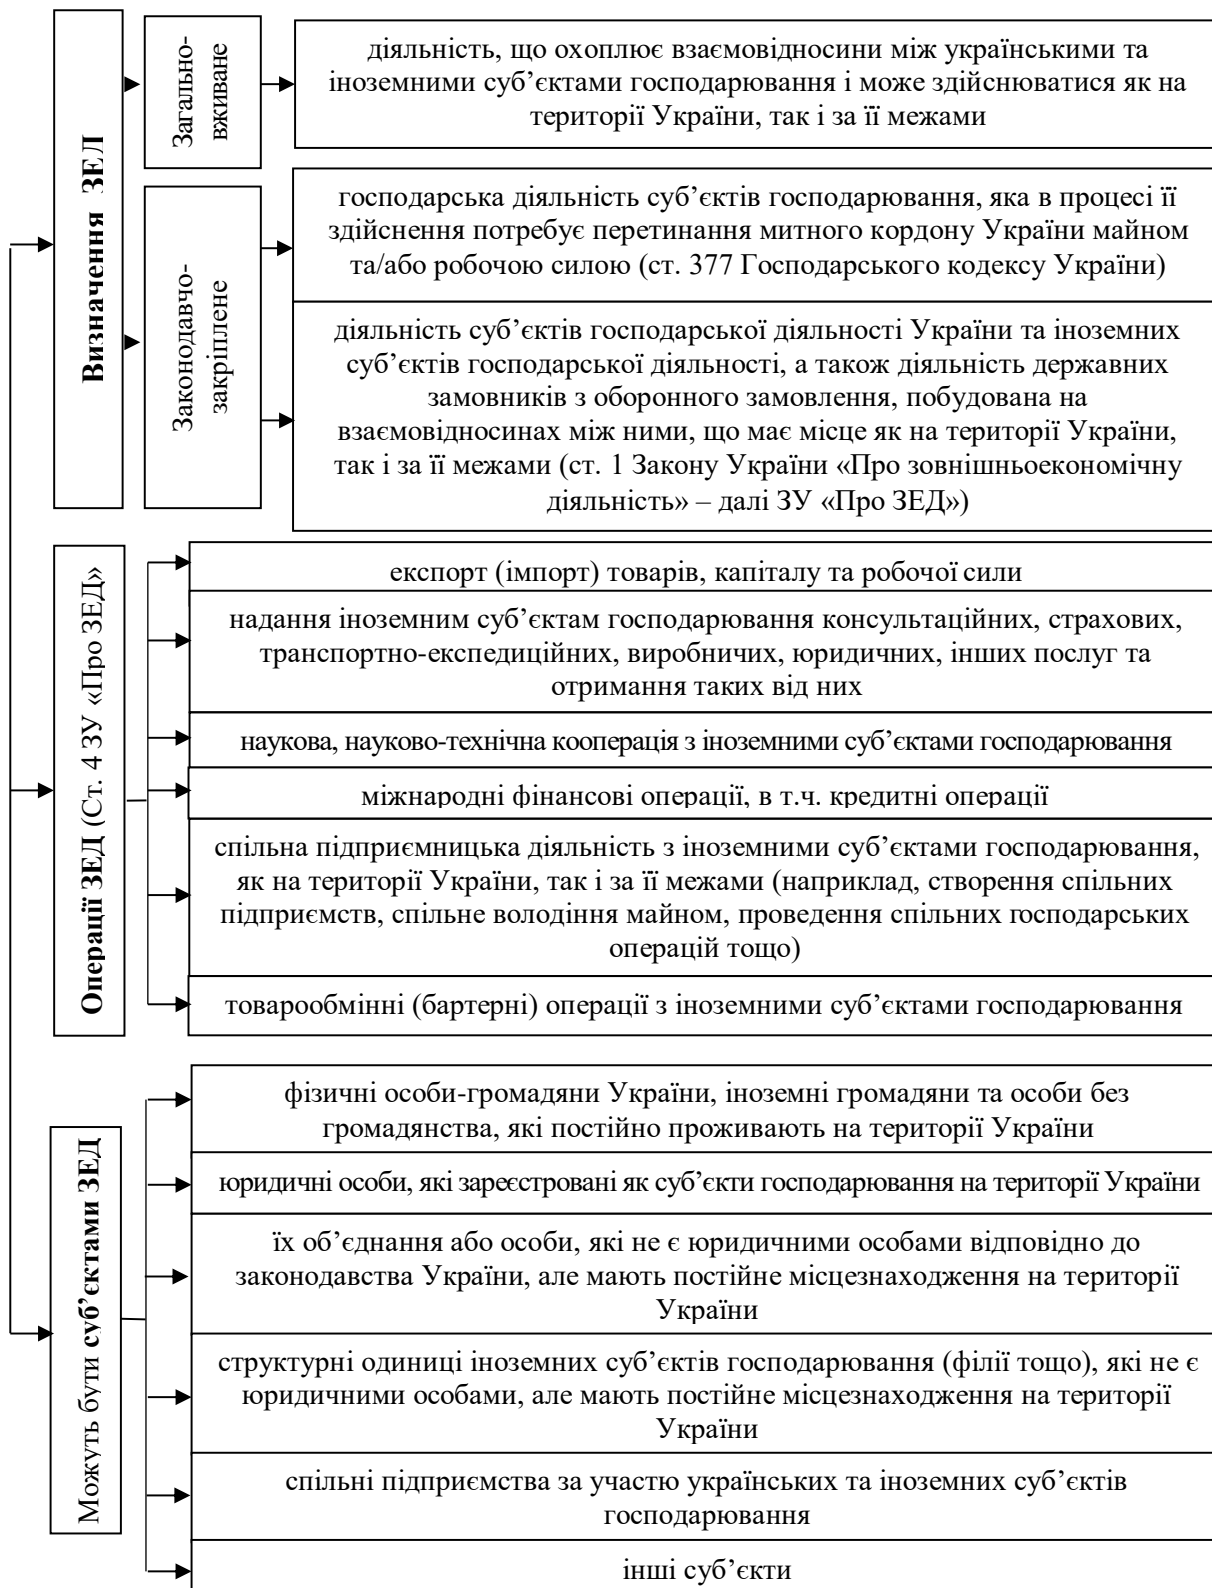 Визначення ЗЕД
Загально-
вживане
діяльність, що охоплює взаємовідносини між українськими та
іноземними суб’єктами господарювання і може здійснюватися як на
території України, так і за її межами
Законодавчо-
закріплене
господарська діяльність суб’єктів господарювання, яка в процесі її
здійснення потребує перетинання митного кордону України майном
та/або робочою силою (ст. 377 Господарського кодексу України)
діяльність суб’єктів господарської діяльності України та іноземних
суб’єктів господарської діяльності, а також діяльність державних
замовників з оборонного замовлення, побудована на
взаємовідносинах між ними, що має місце як на території України,
так і за її межами (ст. 1 Закону України «Про зовнішньоекономічну
діяльність» – далі ЗУ «Про ЗЕД»)
Операції ЗЕД (Ст. 4 ЗУ «Про ЗЕД»
експорт (імпорт) товарів, капіталу та робочої сили
надання іноземним суб’єктам господарювання консультаційних, страхових,
транспортно-експедиційних, виробничих, юридичних, інших послуг та
отримання таких від них
наукова, науково-технічна кооперація з іноземними суб’єктами господарювання
міжнародні фінансові операції, в т.ч. кредитні операції
спільна підприємницька діяльність з іноземними суб’єктами господарювання,
як на території України, так і за її межами (наприклад, створення спільних
підприємств, спільне володіння майном, проведення спільних господарських
операцій тощо)
товарообмінні (бартерні) операції з іноземними суб’єктами господарювання
Можуть бути суб’єктами ЗЕД
фізичні особи-громадяни України, іноземні громадяни та особи без
громадянства, які постійно проживають на території України
юридичні особи, які зареєстровані як суб’єкти господарювання на території України
їх об’єднання або особи, які не є юридичними особами відповідно до
законодавства України, але мають постійне місцезнаходження на території
України
структурні одиниці іноземних суб’єктів господарювання (філії тощо), які не є
юридичними особами, але мають постійне місцезнаходження на території
України
спільні підприємства за участю українських та іноземних суб’єктів
господарювання
інші суб’єкти